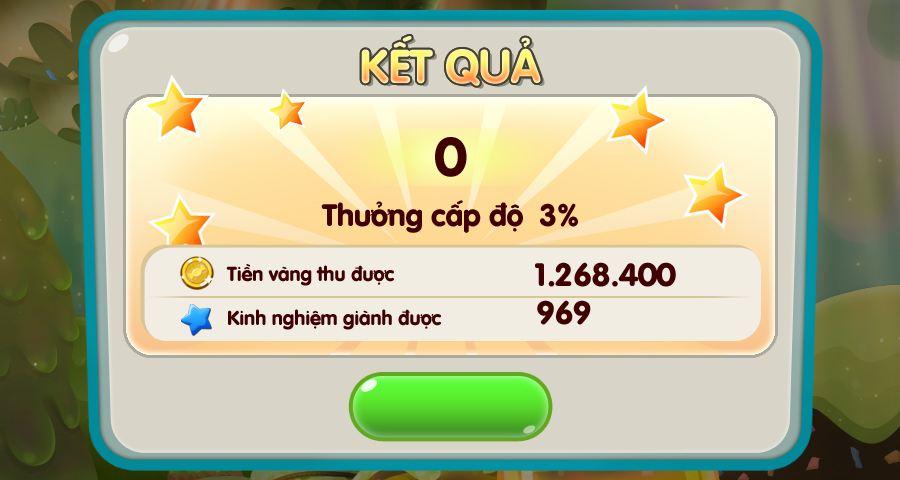 KẾT QUẢ
0
Thưởng cấp độ 3%
Tiền vàng thu được 1.268.400
Kinh nghiệm giành được 969